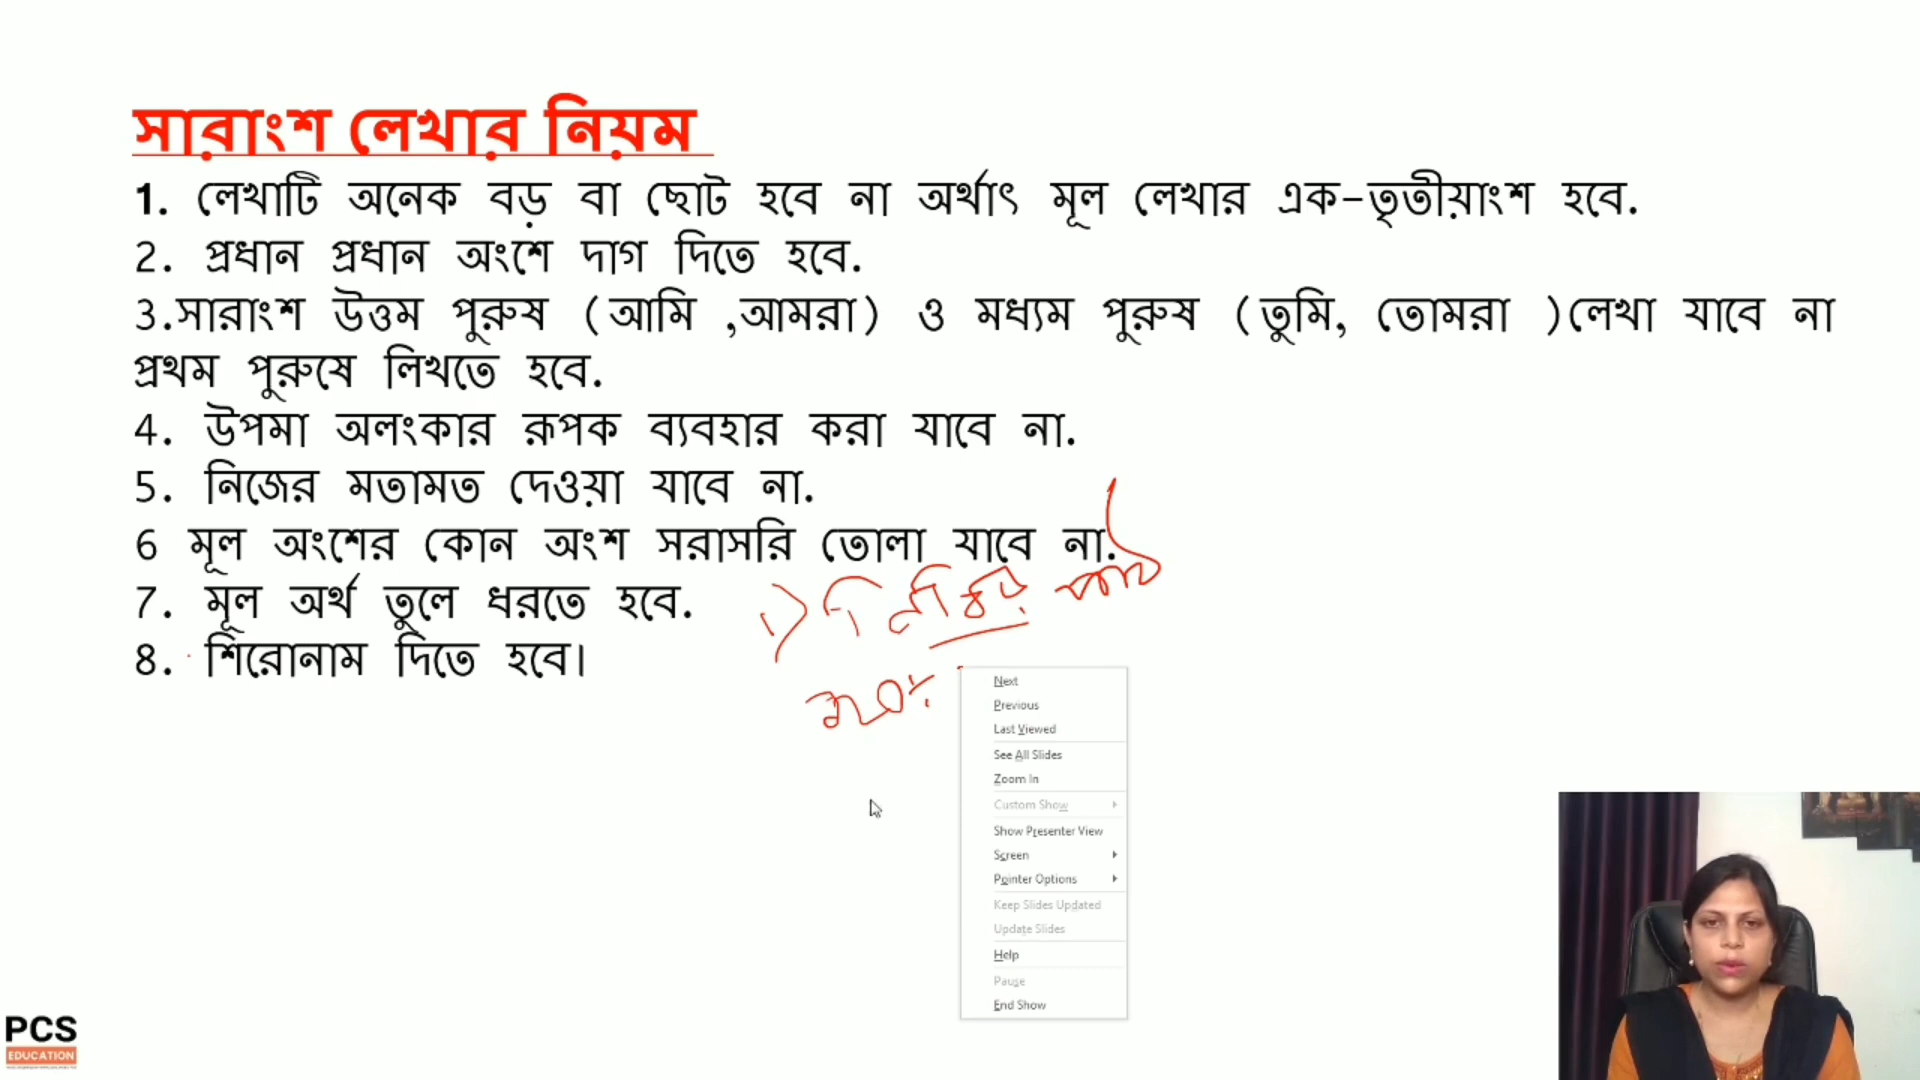 সারাংশ লেখার নিয়ম
1. লেখাটি অনেক বড় বা ছোট হবে না অর্থাৎ মূল লেখার এক-তৃতীয়াংশ হবে.
2. প্রধান প্রধান অংশে দাগ দিতে হবে.
3.সারাংশ উত্তম পুরুষ (আমি ,আমরা) ও মধ্যম পুরুষ (তুমি, তোমরা )লেখা যাবে না
প্রথম পুরুষে লিখতে হবে.
4. উপমা অলংকার রূপক ব্যবহার করা যাবে না.
5. নিজের মতামত দেওয়া যাবে না.
6 মূল অংশের কোন অংশ সরাসরি তোলা যাবে না.
7. মূল অর্থ তুলে ধরতে হবে.
8. শিরোনাম দিতে হবে।
Next
Previous
Last Viewed
See All Slides
Zoom In
Custom Show
Show Presenter View
Screen
Pointer Options
Keep Slides Updated
Update Slides
Help
Pause
End Show
PCS
EDUCATION